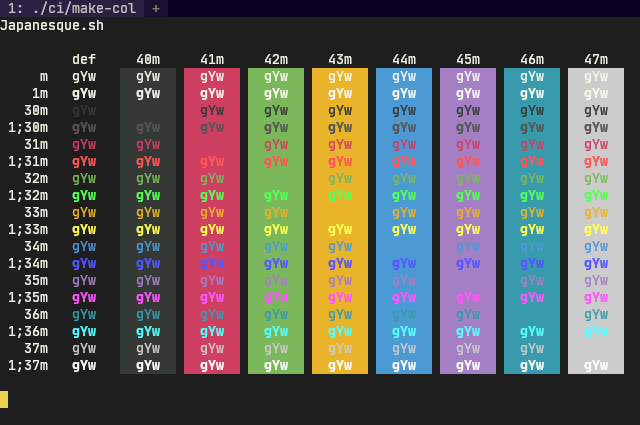 1: ./ci/make-col +
Japanesque.sh
def 40m 41m 42m 43m 44m 45m 46m 47m
m gYw gYw gYw gYw gYw gYw gYw gYw gYw
1m gYw gYw gYw gYw gYw gYw gYw gYw gYw
30m gYw gYw gYw gYw gYw gYw gYw gYw
1;30m gYw gYw gYw gYw gYw gYw gYw gYw gYw
31m gYw gYw gYw gYw gYw gYw gYw gYw
1;31m gYw gYw gYw gYw gYw gYw gYw gYw gYw
32m gYw gYw gYw gYw gYw gYw gYw gYw
1;32m gYw gYw gYw gYw gYw gYw gYw gYw gYw
33m gYw gYw gYw gYw gYw gYw gYw gYw
1;33m gYw gYw gYw gYw gYw gYw gYw gYw gYw
34m gYw gYw gYw gYw gYw gYw gYw gYw
1;34m gYw gYw gYw gYw gYw gYw gYw gYw gYw
35m gYw gYw gYw gYw gYw gYw gYw gYw
1;35m gYw gYw gYw gYw gYw gYw gYw gYw gYw
36m gYw gYw gYw gYw gYw gYw gYw gYw
1;36m gYw gYw gYw gYw gYw gYw gYw gYw gYw
37m gYw gYw gYw gYw gYw gYw gYw gYw
1;37m gYw gYw gYw gYw gYw gYw gYw gYw gYw